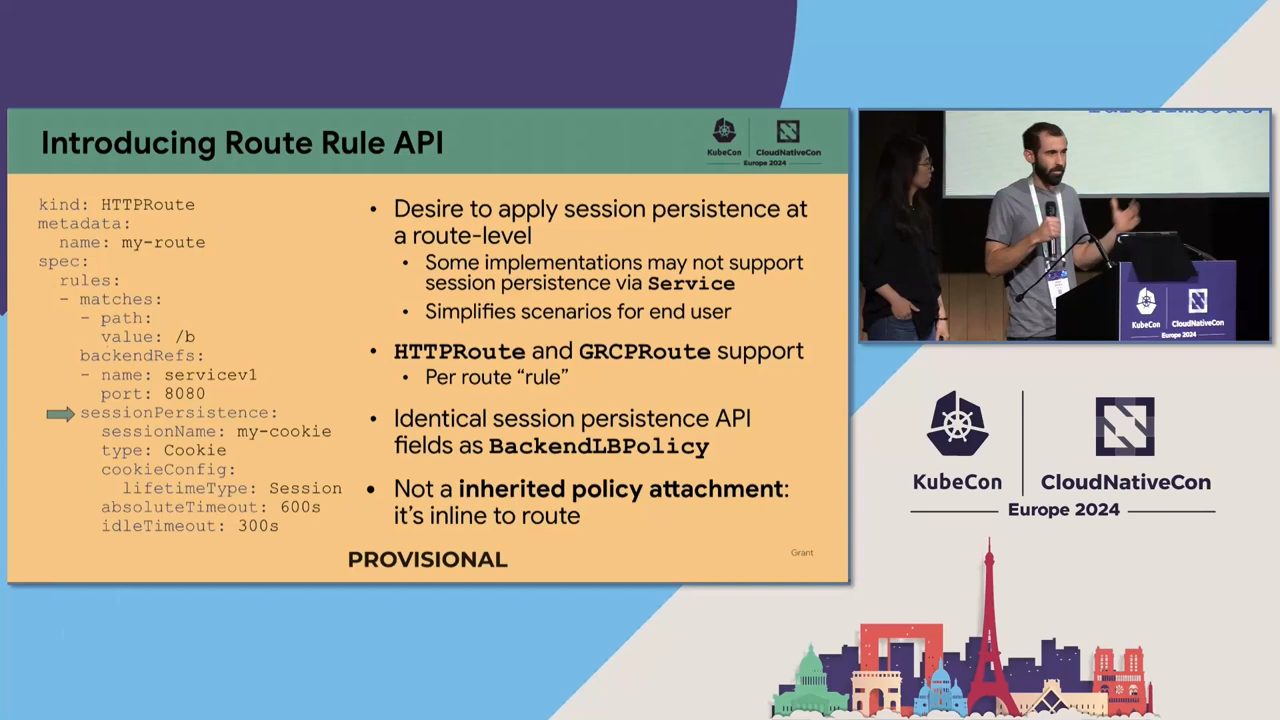 Introducing Route Rule API
KubeCon
CloudNativeCon
Europe 2024
kind: HTTPRoute
metadata:
name: my-route
spec:
rules:
- matches:
- path:
value: /b
backendRefs:
- name: servicev1
port: 8080
sessionPersistence:
sessionName: my-cookie
type: Cookie
cookieConfig:
lifetimeType: Session
absoluteTimeout: 600s
idleTimeout: 300s
• Desire to apply session persistence at
a route-level
• Some implementations may not support
session persistence via Service
• Simplifies scenarios for end user
• HTTPRoute and GRCPRoute support
• Per route “rule”
• Identical session persistence API
fields as BackendLBPolicy
• Not a inherited policy attachment:
it’s inline to route
PROVISIONAL
Grant
KubeCon
CloudNativeCon
Europe 2024
KubeCon
CloudNativeCon
Europe 2024